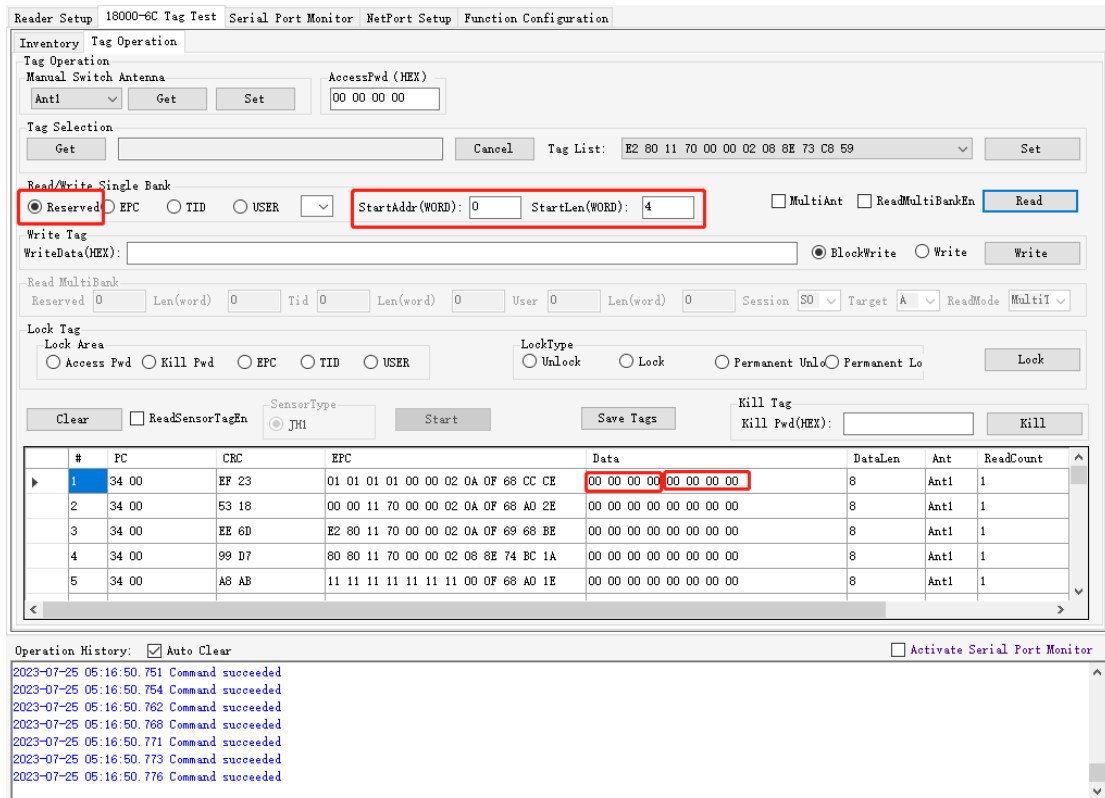 Reader Setup 18000-6C Tag Test Serial Port Monitor NetPort Setup Function Configuration
Inventory Tag Operation
Tag Operation
Manual Switch Antenna AccessPwd (HEX)
Ant1 Get Set 00 00 00 00
Tag Selection
Get Cancel Tag List: E2 80 11 70 00 00 02 08 8E 73 C8 59 Set
Read/Write Single Bank
Reserved EPC TID USER StartAddr(WORD): 0 StartLen(WORD): 4 MultiAnt ReadMultiBankEn Read
Write Tag
WriteData(HEX): BlockWrite Write Write
Read MultiBank
Reserved 0 Len(word) 0 Tid 0 Len(word) 0 User 0 Len(word) 0 Session S0 Target A ReadMode MultiT
Lock Tag
Lock Area LockType
Access Pwd Kill Pwd EPC TID USER Unlock Lock Permanent Unlo Permanent Lo Lock
SensorType Kill Tag
Clear ReadSensorTagEn JH1 Start Save Tags Kill Pwd(HEX): Kill
# PC CRC EPC Data DataLen Ant ReadCount
1 34 00 EF 23 01 01 01 01 00 00 02 0A 0F 68 CC CE 00 00 00 00 00 00 00 00 8 Ant1 1
2 34 00 53 18 00 00 11 70 00 00 02 0A 0F 68 A0 2E 00 00 00 00 00 00 00 00 8 Ant1 1
3 34 00 EE 6D E2 80 11 70 00 00 02 0A 0F 69 68 BE 00 00 00 00 00 00 00 00 8 Ant1 1
4 34 00 99 D7 80 80 11 70 00 00 02 08 8E 74 BC 1A 00 00 00 00 00 00 00 00 8 Ant1 1
5 34 00 A8 AB 11 11 11 11 11 11 11 00 0F 68 A0 1E 00 00 00 00 00 00 00 00 8 Ant1 1
Operation History: Auto Clear Activate Serial Port Monitor
2023-07-25 05:16:50.751 Command succeeded
2023-07-25 05:16:50.754 Command succeeded
2023-07-25 05:16:50.762 Command succeeded
2023-07-25 05:16:50.768 Command succeeded
2023-07-25 05:16:50.771 Command succeeded
2023-07-25 05:16:50.773 Command succeeded
2023-07-25 05:16:50.776 Command succeeded